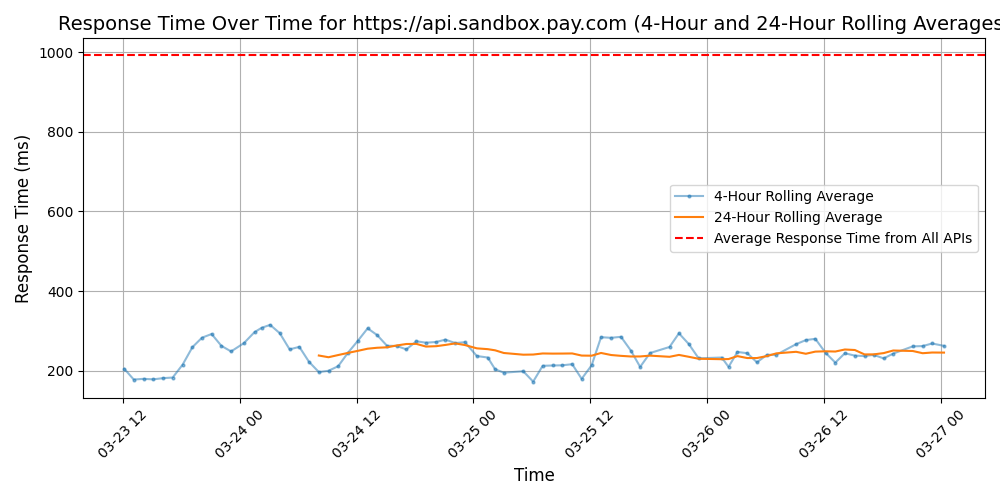 Response Time Over Time for https://api.sandbox.pay.com (4-Hour and 24-Hour Rolling Averages
Response Time (ms)
1000
800
600
400
200
4-Hour Rolling Average
24-Hour Rolling Average
Average Response Time from All APIs
03-23 12
03-24 00
03-24 12
03-25 00
03-25 12
03-26 00
03-26 12
03-27 00
Time